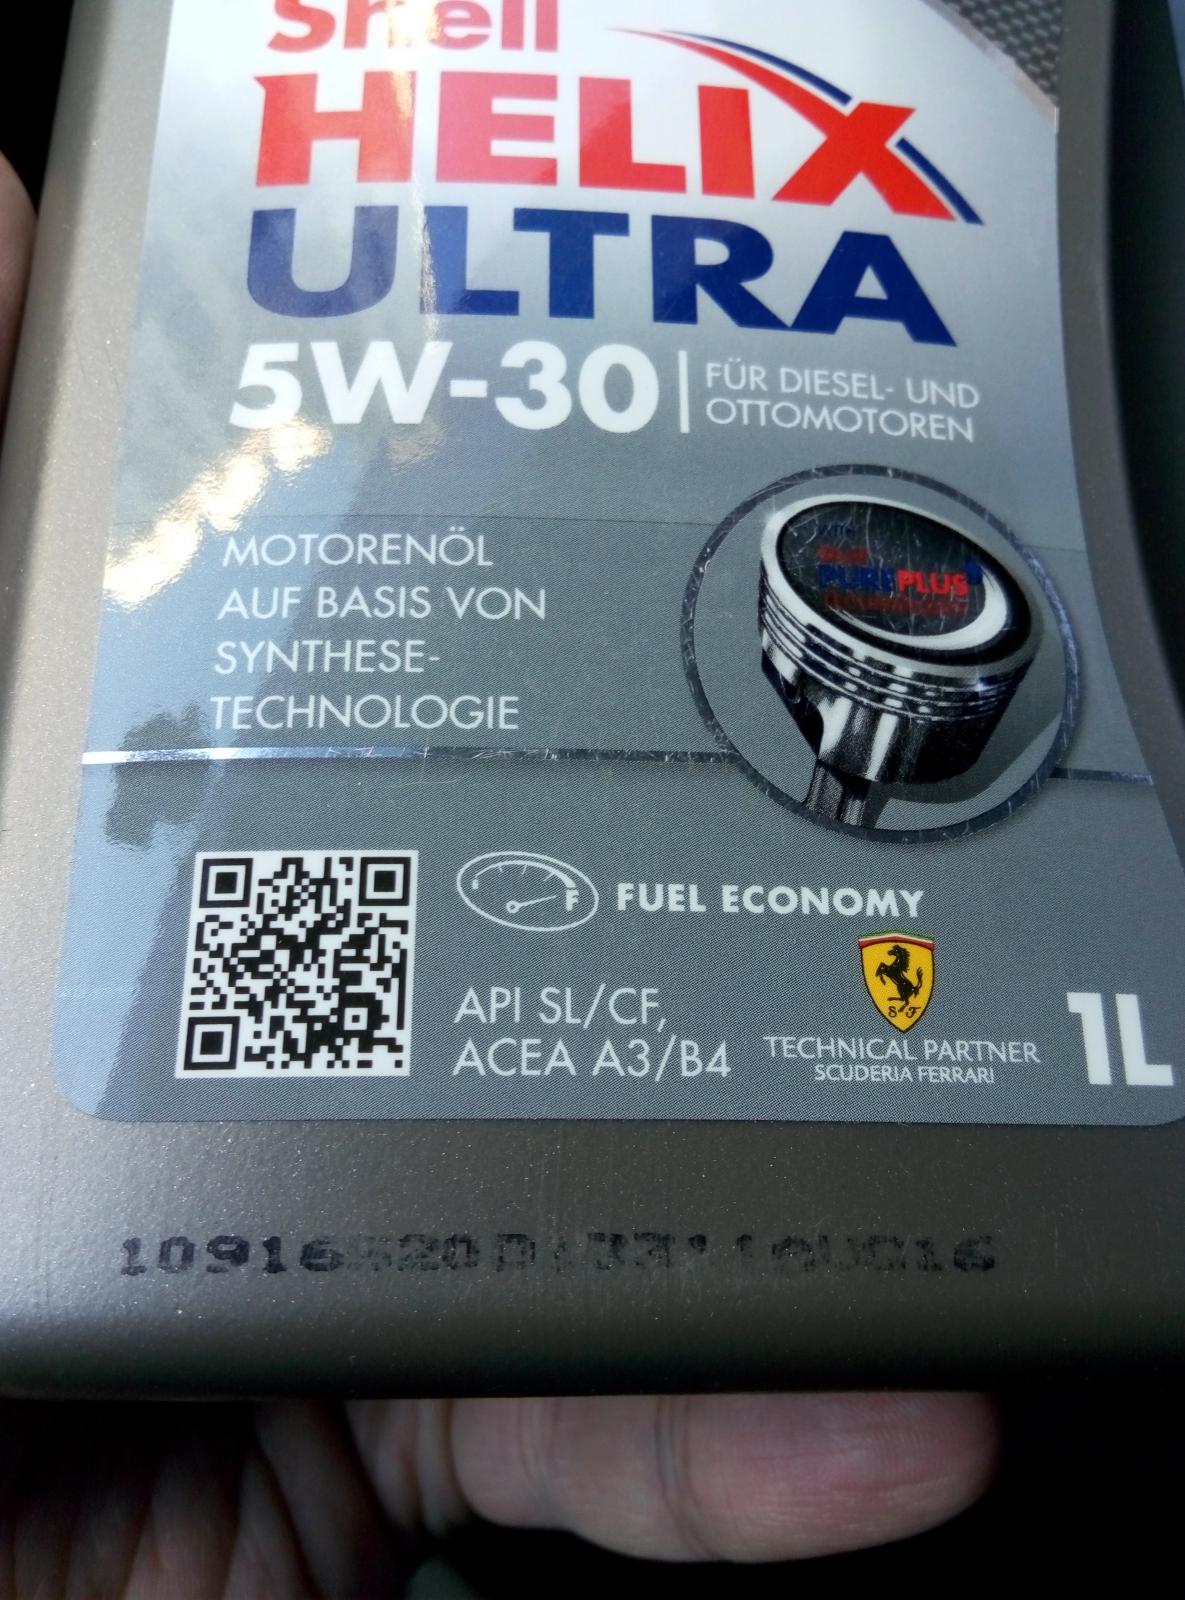 Shell
HELIX
ULTRA
5W-30
FÜR DIESEL- UND
OTTOMOTOREN
MOTORENÖL
AUF BASIS VON
SYNTHESE-
TECHNOLOGIE
PUREPLUS
F FUEL ECONOMY
API SL/CF,
ACEA A3/B4
S F
TECHNICAL PARTNER
SCUDERIA FERRARI
1L